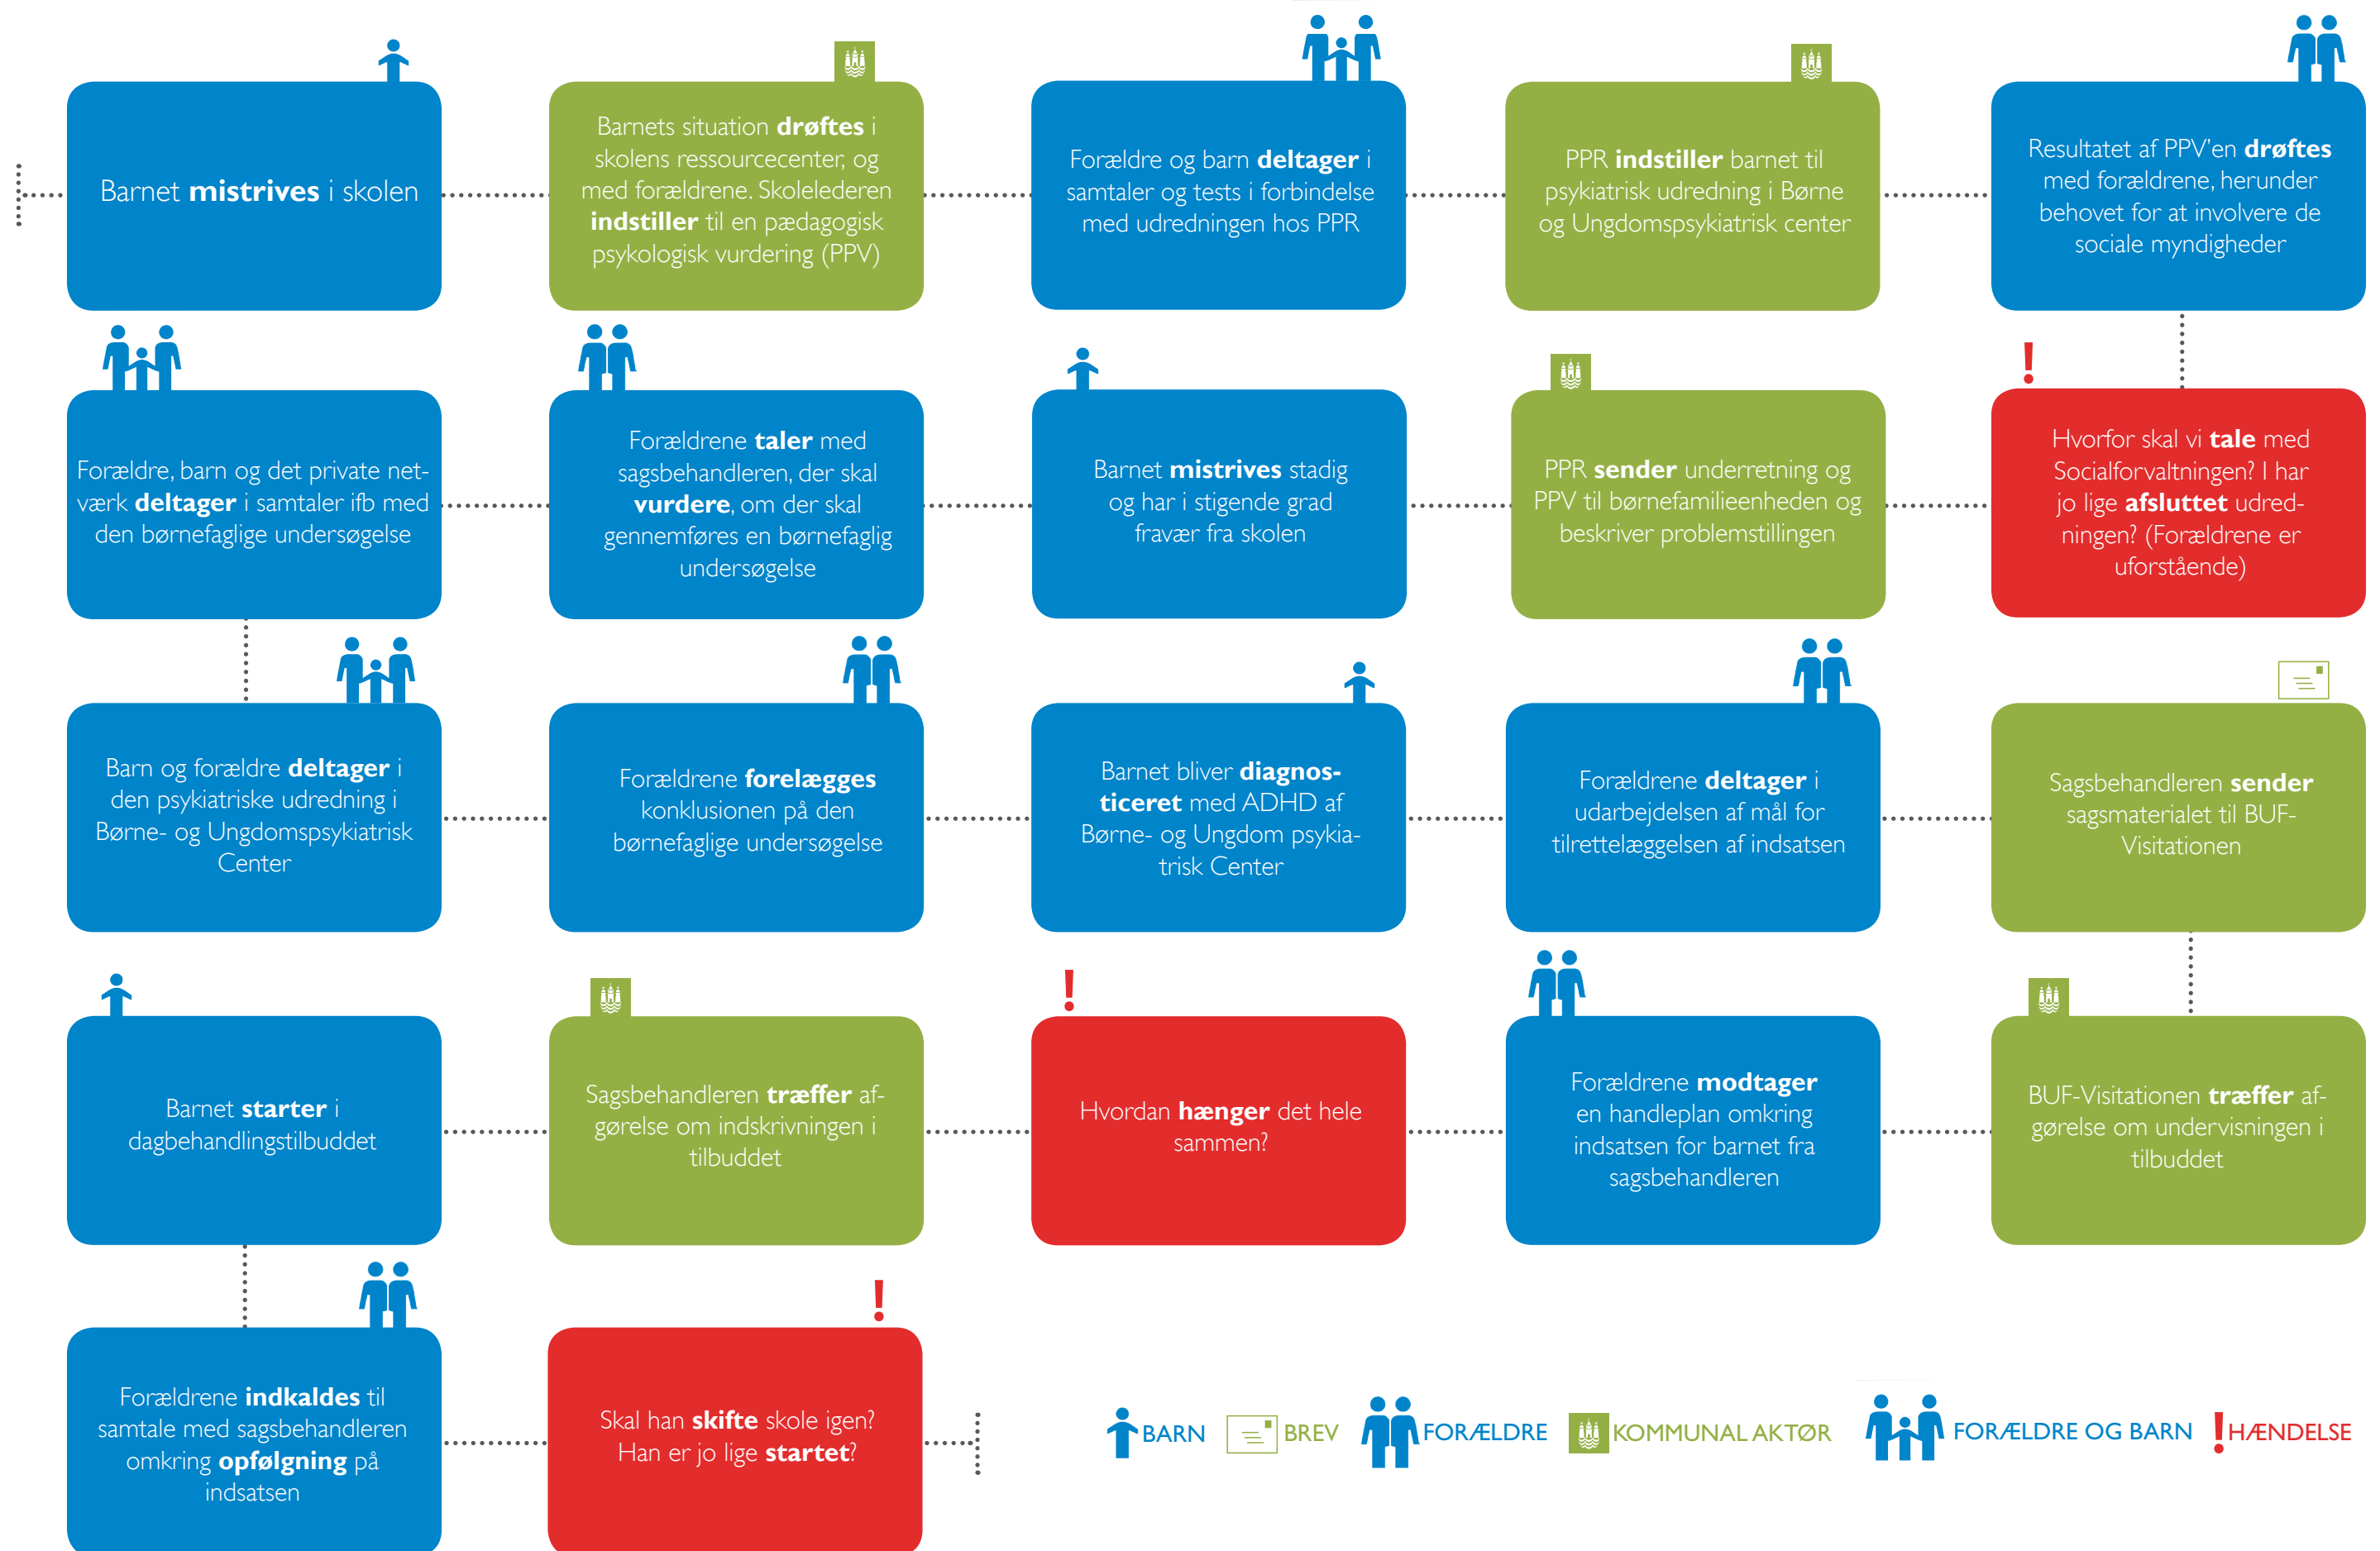 Barnet mistrives i skolen
Barnets situation drøftes i
skolens ressourcecenter, og
med forældrene. Skolelederen
indstiller til en pædagogisk
psykologisk vurdering (PPV)
Forældre og barn deltager i
samtaler og tests i forbindelse
med udredningen hos PPR
PPR indstiller barnet til
psykiatrisk udredning i Børne
og Ungdomspsykiatrisk center
Resultatet af PPV'en drøftes
med forældrene, herunder
behovet for at involvere de
sociale myndigheder
Hvorfor skal vi tale med
Socialforvaltningen? I har
jo lige afsluttet udred-
ningen? (Forældrene er
uforstående)
PPR sender underretning og
PPV til børnefamilieenheden og
beskriver problemstillingen
Barnet mistrives stadig
og har i stigende grad
fravær fra skolen
Forældrene taler med
sagsbehandleren, der skal
vurdere, om der skal
gennemføres en børnefaglig
undersøgelse
Forældre, barn og det private net-
værk deltager i samtaler ifb med
den børnefaglige undersøgelse
Barn og forældre deltager i
den psykiatriske udredning i
Børne- og Ungdomspsykiatrisk
Center
Forældrene forelægges
konklusionen på den
børnefaglige undersøgelse
Barnet bliver diagnos-
ticeret med ADHD af
Børne- og Ungdom psykia-
trisk Center
Forældrene deltager i
udarbejdelsen af mål for
tilrettelæggelsen af indsatsen
Sagsbehandleren sender
sagsmaterialet til BUF-
Visitationen
BUF-Visitationen træffer af-
gørelse om undervisningen i
tilbuddet
Forældrene modtager
en handleplan omkring
indsatsen for barnet fra
sagsbehandleren
Hvordan hænger det hele
sammen?
Sagsbehandleren træffer af-
gørelse om indskrivningen i
tilbuddet
Barnet starter i
dagbehandlingstilbuddet
Forældrene indkaldes til
samtale med sagsbehandleren
omkring opfølgning på
indsatsen
Skal han skifte skole igen?
Han er jo lige startet?
BARN
BREV
FORÆLDRE
KOMMUNAL AKTØR
FORÆLDRE OG BARN
! HÆNDELSE